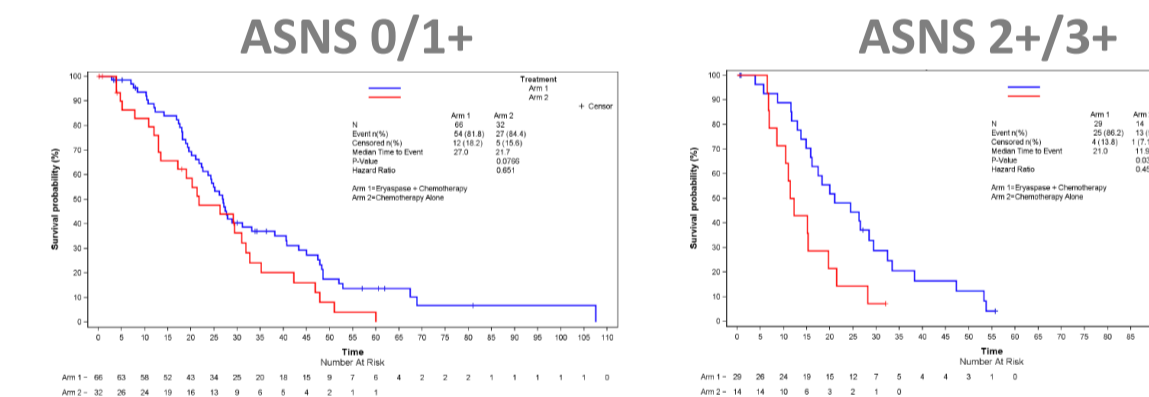 ASNS 0/1+
Treatment
Arm 1
Arm 2
+ Censor
Arm 1 Arm 2
N 66 32
Event n(%) 54 (81.8) 27 (84.4)
Censored n(%) 12 (18.2) 5 (15.6)
Median Time to Event 27.0 21.7
P-Value 0.0766
Hazard Ratio 0.651
Arm 1=Eryaspase + Chemotherapy
Arm 2=Chemotherapy Alone
Survival probability (%)
100
90
80
70
60
50
40
30
20
10
0
0 5 10 15 20 25 30 35 40 45 50 55 60 65 70 75 80 85 90 95 100 105 110
Time
Number At Risk
Arm 1 - 66 63 58 52 43 34 25 20 18 15 9 7 6 4 2 2 2 1 1 1 1 1 0
Arm 2 - 32 26 24 19 16 13 9 6 5 4 2 1 1
ASNS 2+/3+
Arm 1 Arm
N 29 14
Event n(%) 25 (86.2) 13 (
Censored n(%) 4 (13.8) 1 (7.1
Median Time to Event 21.0 11.9
P-Value 0.03
Hazard Ratio 0.45
Arm 1=Eryaspase + Chemotherapy
Arm 2=Chemotherapy Alone
Survival probability (%)
100
90
80
70
60
50
40
30
20
10
0
0 5 10 15 20 25 30 35 40 45 50 55 60 65 70 75 80 85
Time
Number At Risk
Arm 1 - 29 26 24 19 15 12 7 5 4 4 3 1 0
Arm 2 - 14 14 10 6 3 2 1 0